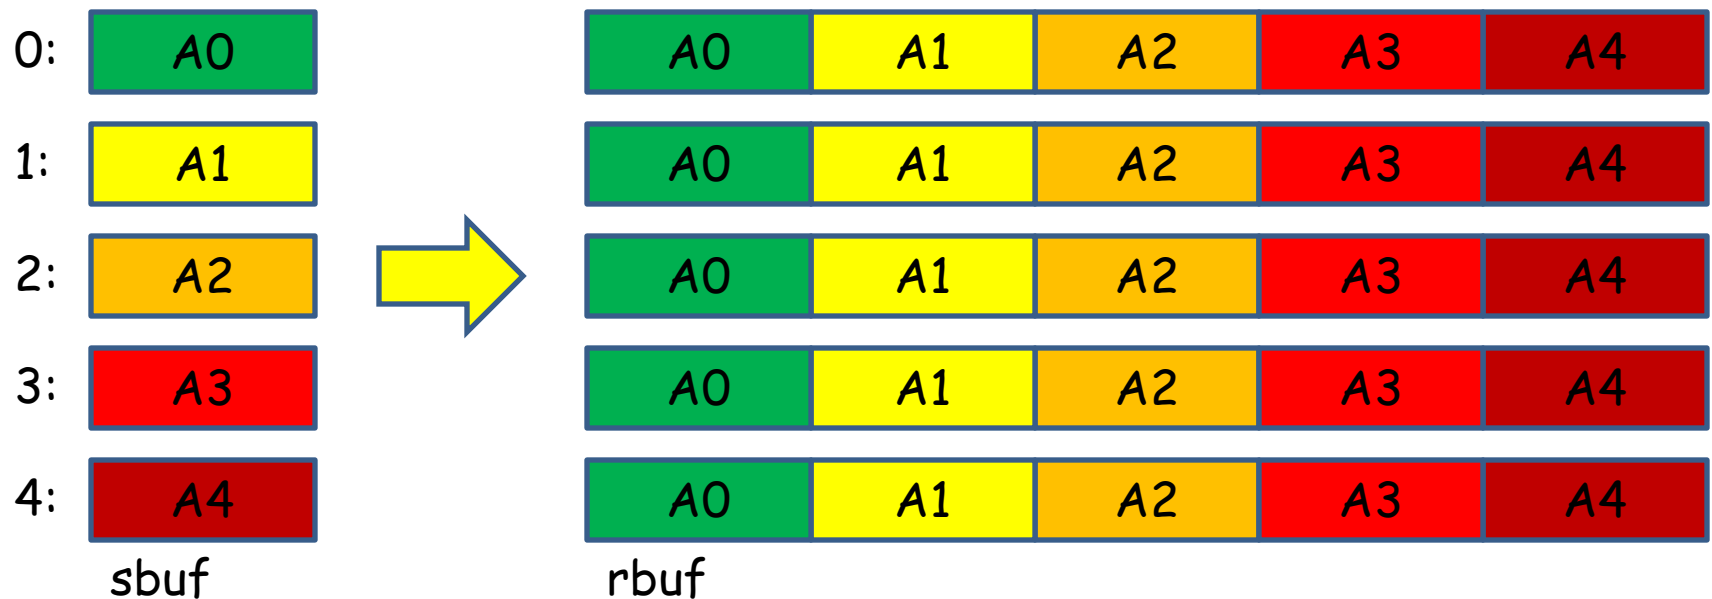 0: A0 A0 A1 A2 A3 A4
1: A1 A0 A1 A2 A3 A4
2: A2 A0 A1 A2 A3 A4
3: A3 A0 A1 A2 A3 A4
4: A4 A0 A1 A2 A3 A4
sbuf rbuf